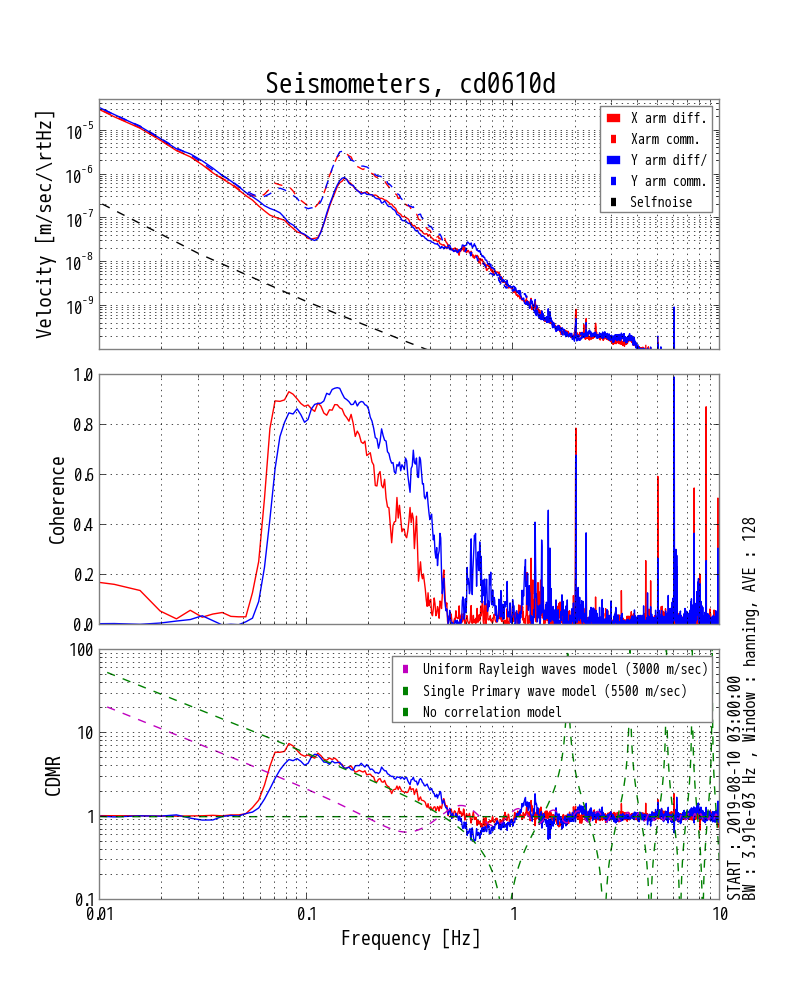 Seismometers, cd0610d
Velocity [m/sec/\rtHz]
10^-5
10^-6
10^-7
10^-8
10^-9
X arm diff.
Xarm comm.
Y arm diff/
Y arm comm.
Selfnoise
Coherence
1.0
0.8
0.6
0.4
0.2
0.0
CDMR
100
10
1
0.1
Uniform Rayleigh waves model (3000 m/sec)
Single Primary wave model (5500 m/sec)
No correlation model
0.01
0.1
1
10
Frequency [Hz]
START : 2019-08-10 03:00:00
BW : 3.91e-03 Hz , Window : hanning, AVE : 128